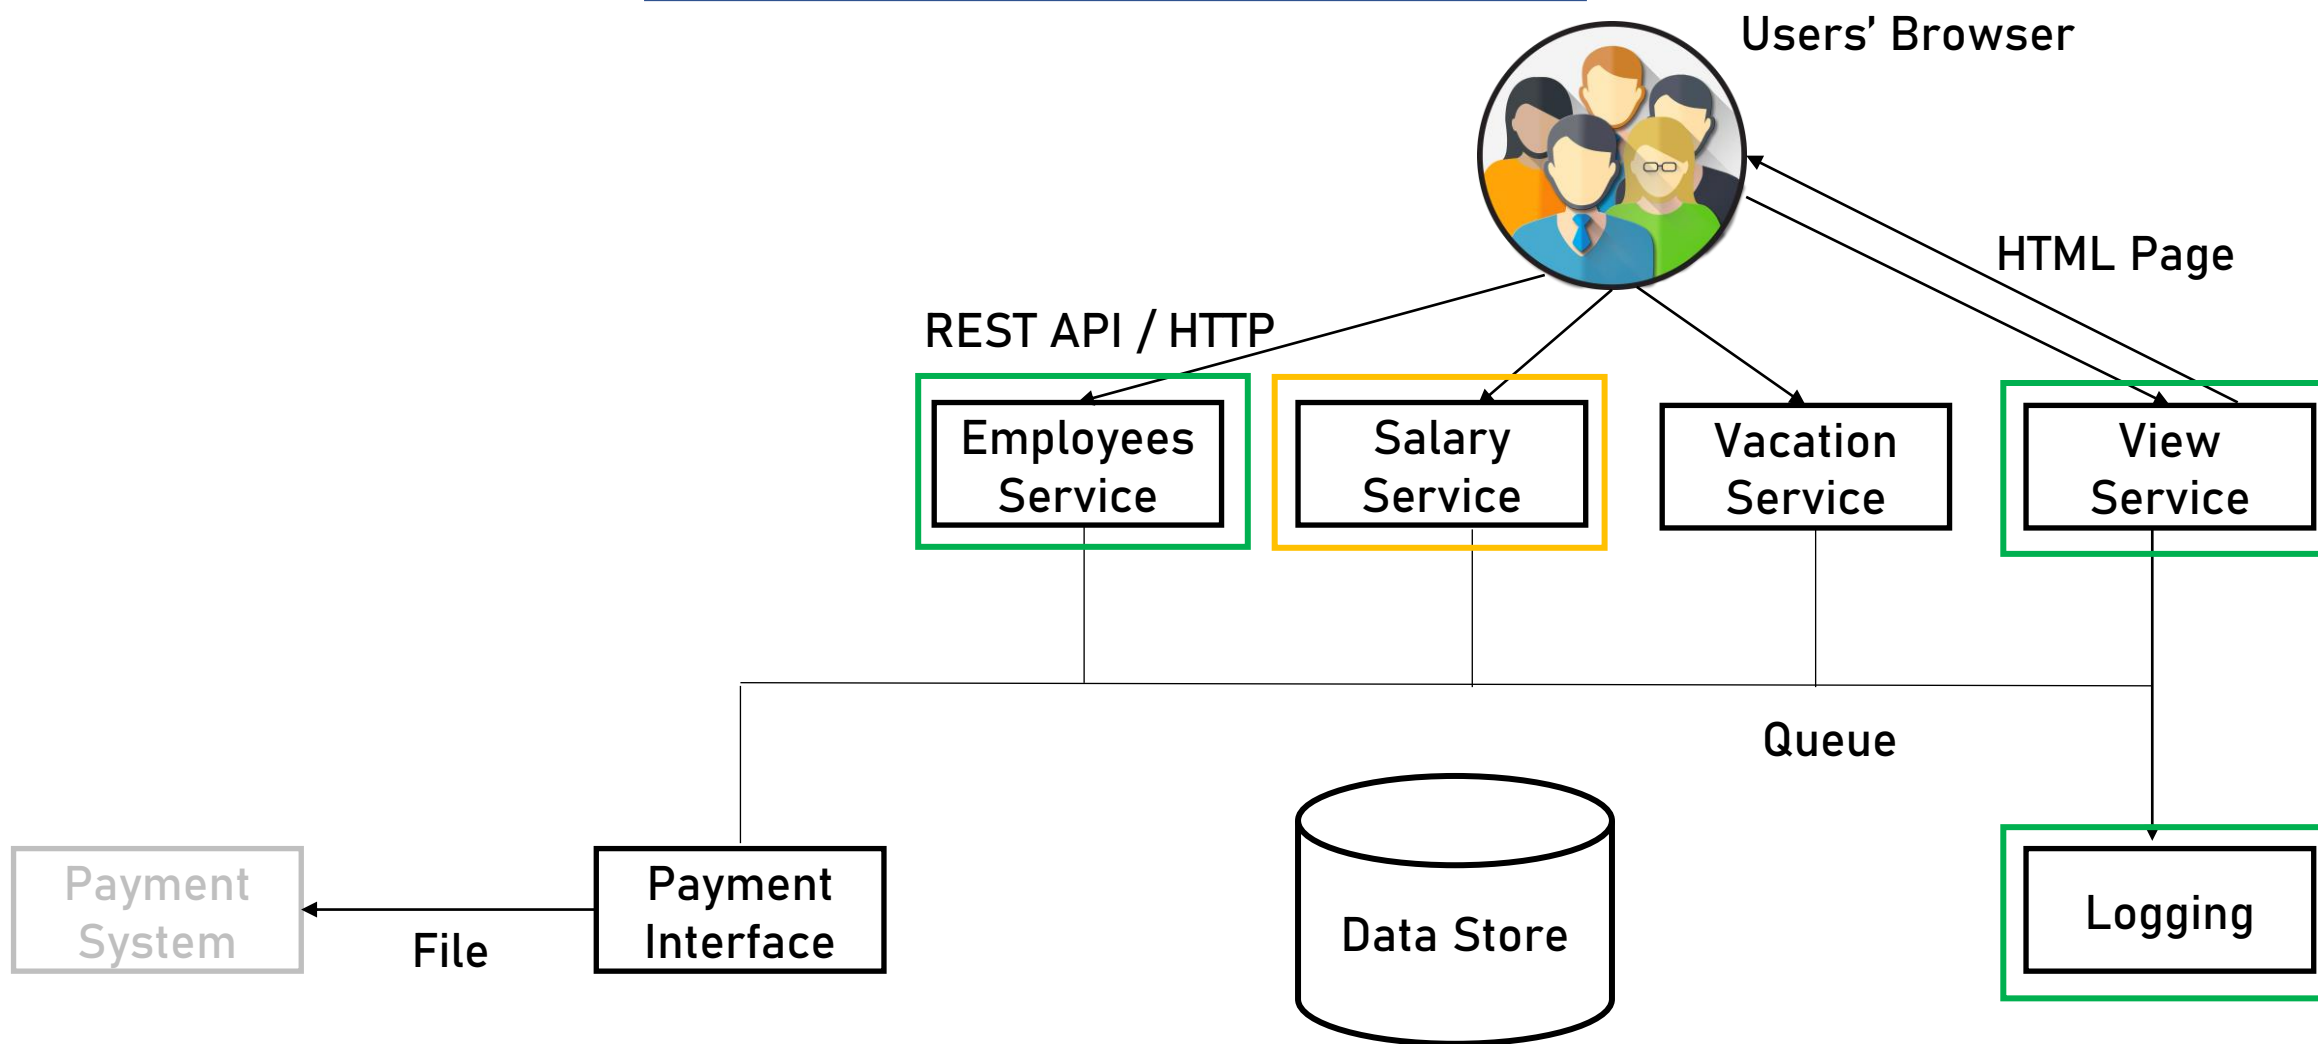 Users’ Browser
HTML Page
REST API / HTTP
Employees
Service
Salary
Service
Vacation
Service
View
Service
Queue
Payment
System
File
Payment
Interface
Data Store
Logging